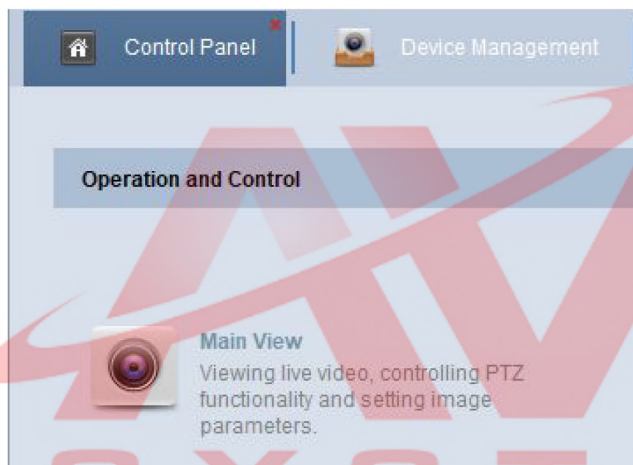 Control Panel
Device Management
Operation and Control
Main View
Viewing live video, controlling PTZ
functionality and setting image
parameters.
AV